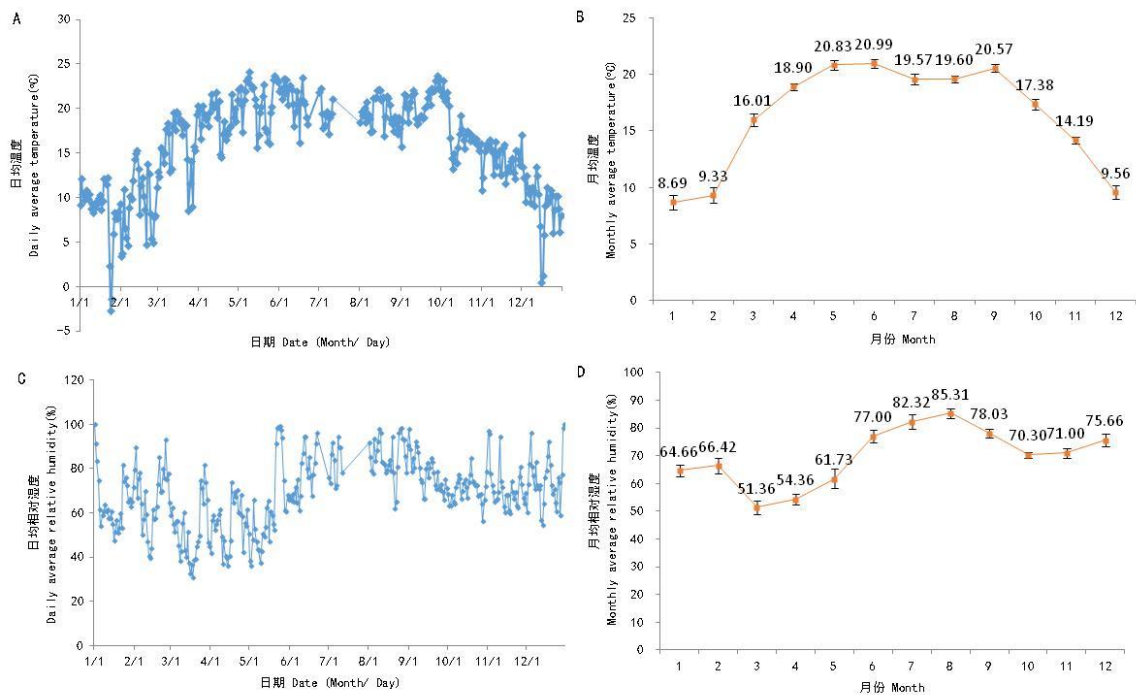 A
30
25
20
15
10
5
0
-5
日均温度
Daily average temperature(℃)
1/1 2/1 3/1 4/1 5/1 6/1 7/1 8/1 9/1 10/1 11/1 12/1
日期 Date (Month/ Day)
B
25
20
15
10
5
0
月均温度
Monthly average temperature(℃)
8.69 9.33 16.01 18.90 20.83 20.99 19.57 19.60 20.57 17.38 14.19 9.56
1 2 3 4 5 6 7 8 9 10 11 12
月份 Month
C
120
100
80
60
40
20
0
日均相对湿度
Daily average relative humidity(%)
1/1 2/1 3/1 4/1 5/1 6/1 7/1 8/1 9/1 10/1 11/1 12/1
日期 Date (Month/ Day)
D
100
90
80
70
60
50
40
30
20
10
0
月均相对湿度
Monthly average relative humidity(%)
64.66 66.42 51.36 54.36 61.73 77.00 82.32 85.31 78.03 70.30 71.00 75.66
1 2 3 4 5 6 7 8 9 10 11 12
月份 Month